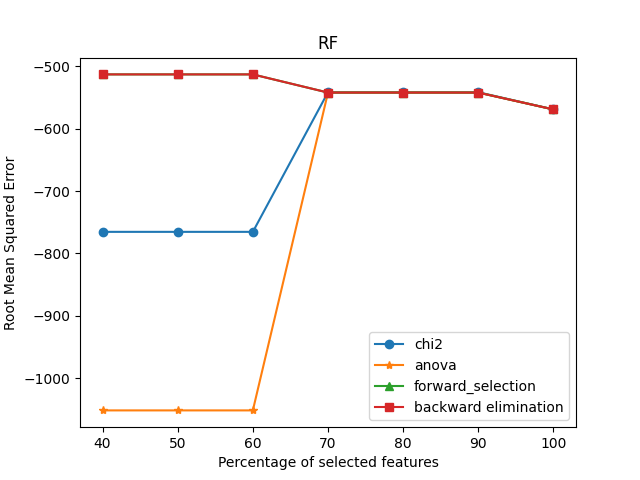 RF
Root Mean Squared Error
−500
−600
−700
−800
−900
−1000
40 50 60 70 80 90 100
Percentage of selected features
chi2
anova
forward_selection
backward elimination